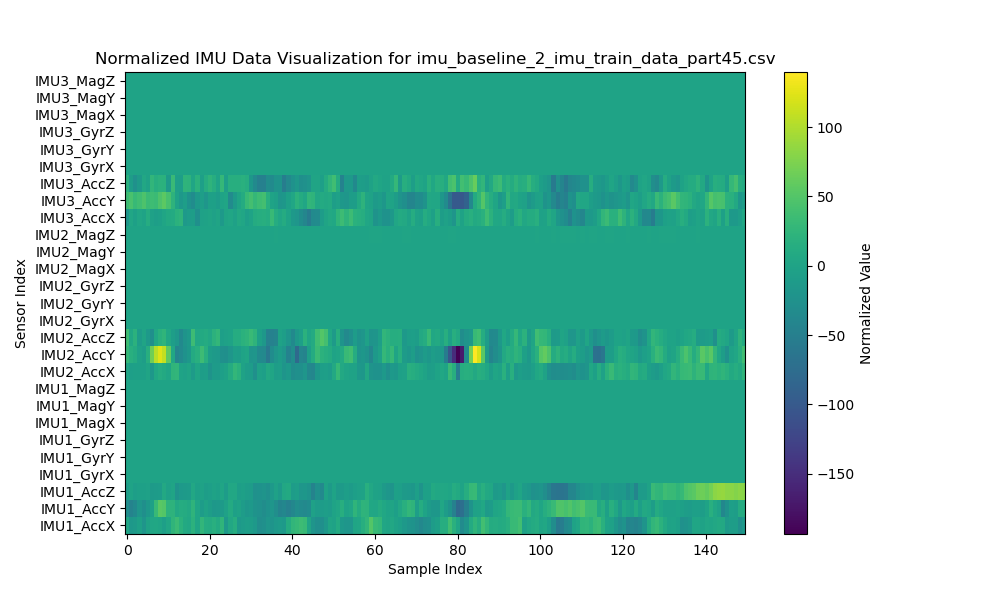 Normalized IMU Data Visualization for imu_baseline_2_imu_train_data_part45.csv
IMU3_MagZ
IMU3_MagY
IMU3_MagX
IMU3_GyrZ
IMU3_GyrY
IMU3_GyrX
IMU3_AccZ
IMU3_AccY
IMU3_AccX
IMU2_MagZ
IMU2_MagY
IMU2_MagX
IMU2_GyrZ
IMU2_GyrY
IMU2_GyrX
IMU2_AccZ
IMU2_AccY
IMU2_AccX
IMU1_MagZ
IMU1_MagY
IMU1_MagX
IMU1_GyrZ
IMU1_GyrY
IMU1_GyrX
IMU1_AccZ
IMU1_AccY
IMU1_AccX
Sensor Index
0 20 40 60 80 100 120 140
Sample Index
100
50
0
−50
−100
−150
Normalized Value